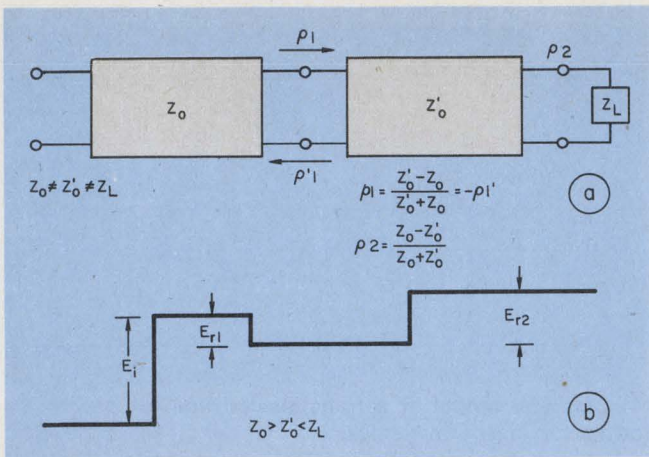 ρ1
ρ2
Z₀
Z'₀
Z_L
ρ'1
Z₀ ≠ Z'₀ ≠ Z_L
ρ1 = (Z'₀ − Z₀) / (Z'₀ + Z₀) = −ρ1'
a
ρ2 = (Z₀ − Z'₀) / (Z₀ + Z'₀)
E_i
E_r1
E_r2
Z₀ > Z'₀ < Z_L
b